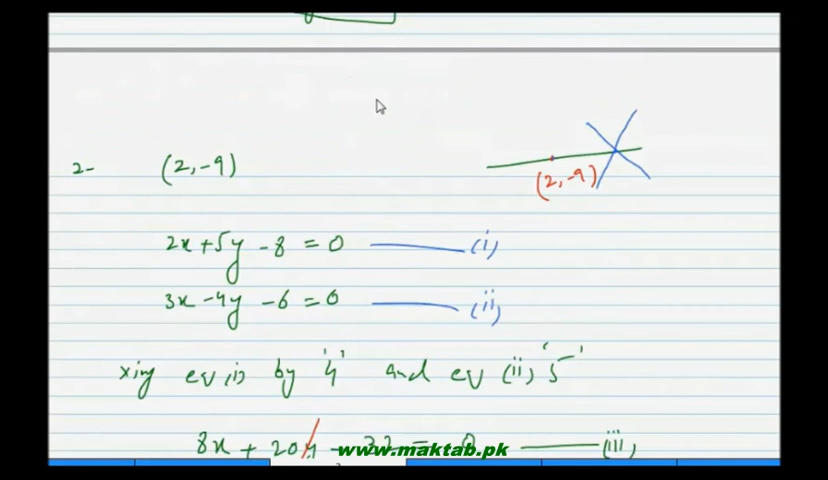 2- (2, -9)
(2, -9)
2x + 5y - 8 = 0 (i)
3x - 4y - 6 = 0 (ii)
xing eq (i) by '4' and eq (ii) '5'
8x + 20y - 32 = 0 (iii)
www.maktab.pk